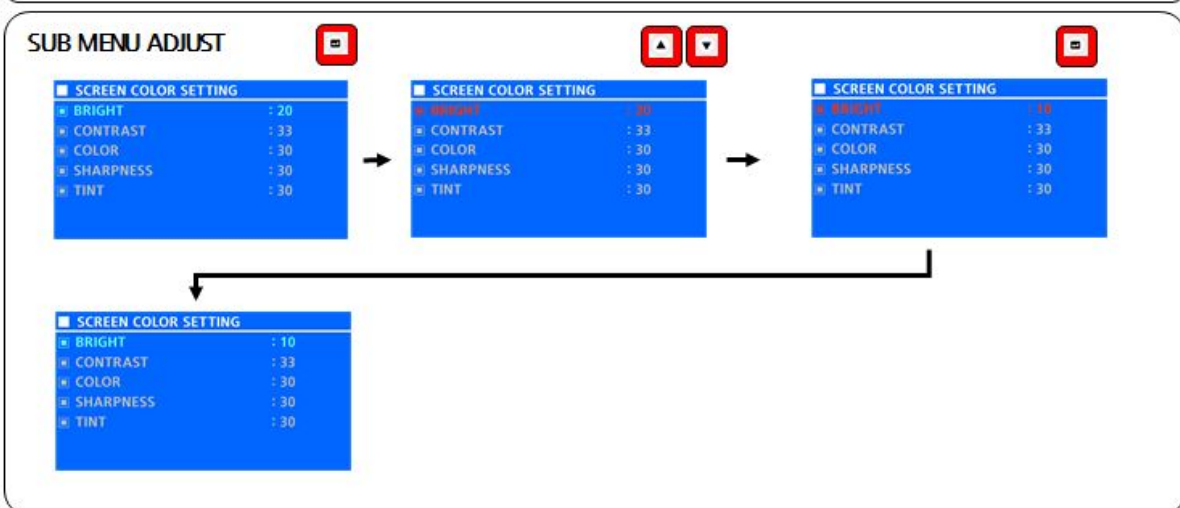 SUB MENU ADJUST
SCREEN COLOR SETTING
BRIGHT : 20
CONTRAST : 33
COLOR : 30
SHARPNESS : 30
TINT : 30
SCREEN COLOR SETTING
BRIGHT : 20
CONTRAST : 33
COLOR : 30
SHARPNESS : 30
TINT : 30
SCREEN COLOR SETTING
BRIGHT : 10
CONTRAST : 33
COLOR : 30
SHARPNESS : 30
TINT : 30
SCREEN COLOR SETTING
BRIGHT : 10
CONTRAST : 33
COLOR : 30
SHARPNESS : 30
TINT : 30